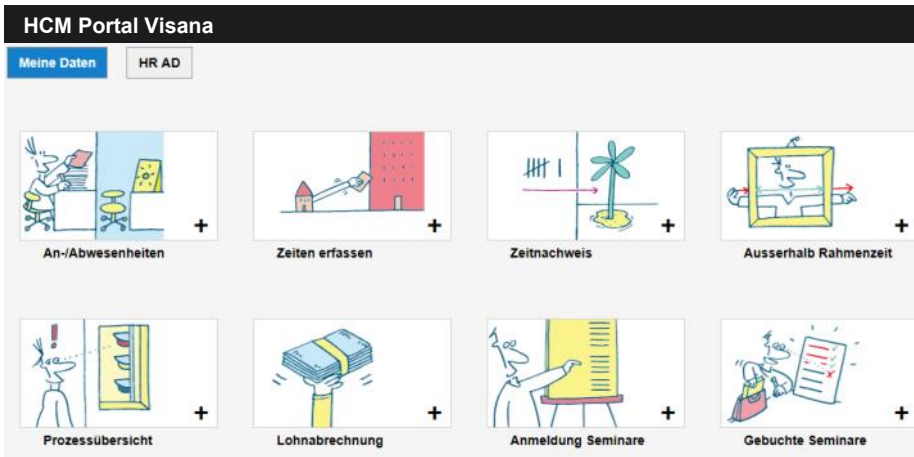 HCM Portal Visana
Meine Daten HR AD
An-/Abwesenheiten Zeiten erfassen Zeitnachweis Ausserhalb Rahmenzeit
Prozessübersicht Lohnabrechnung Anmeldung Seminare Gebuchte Seminare